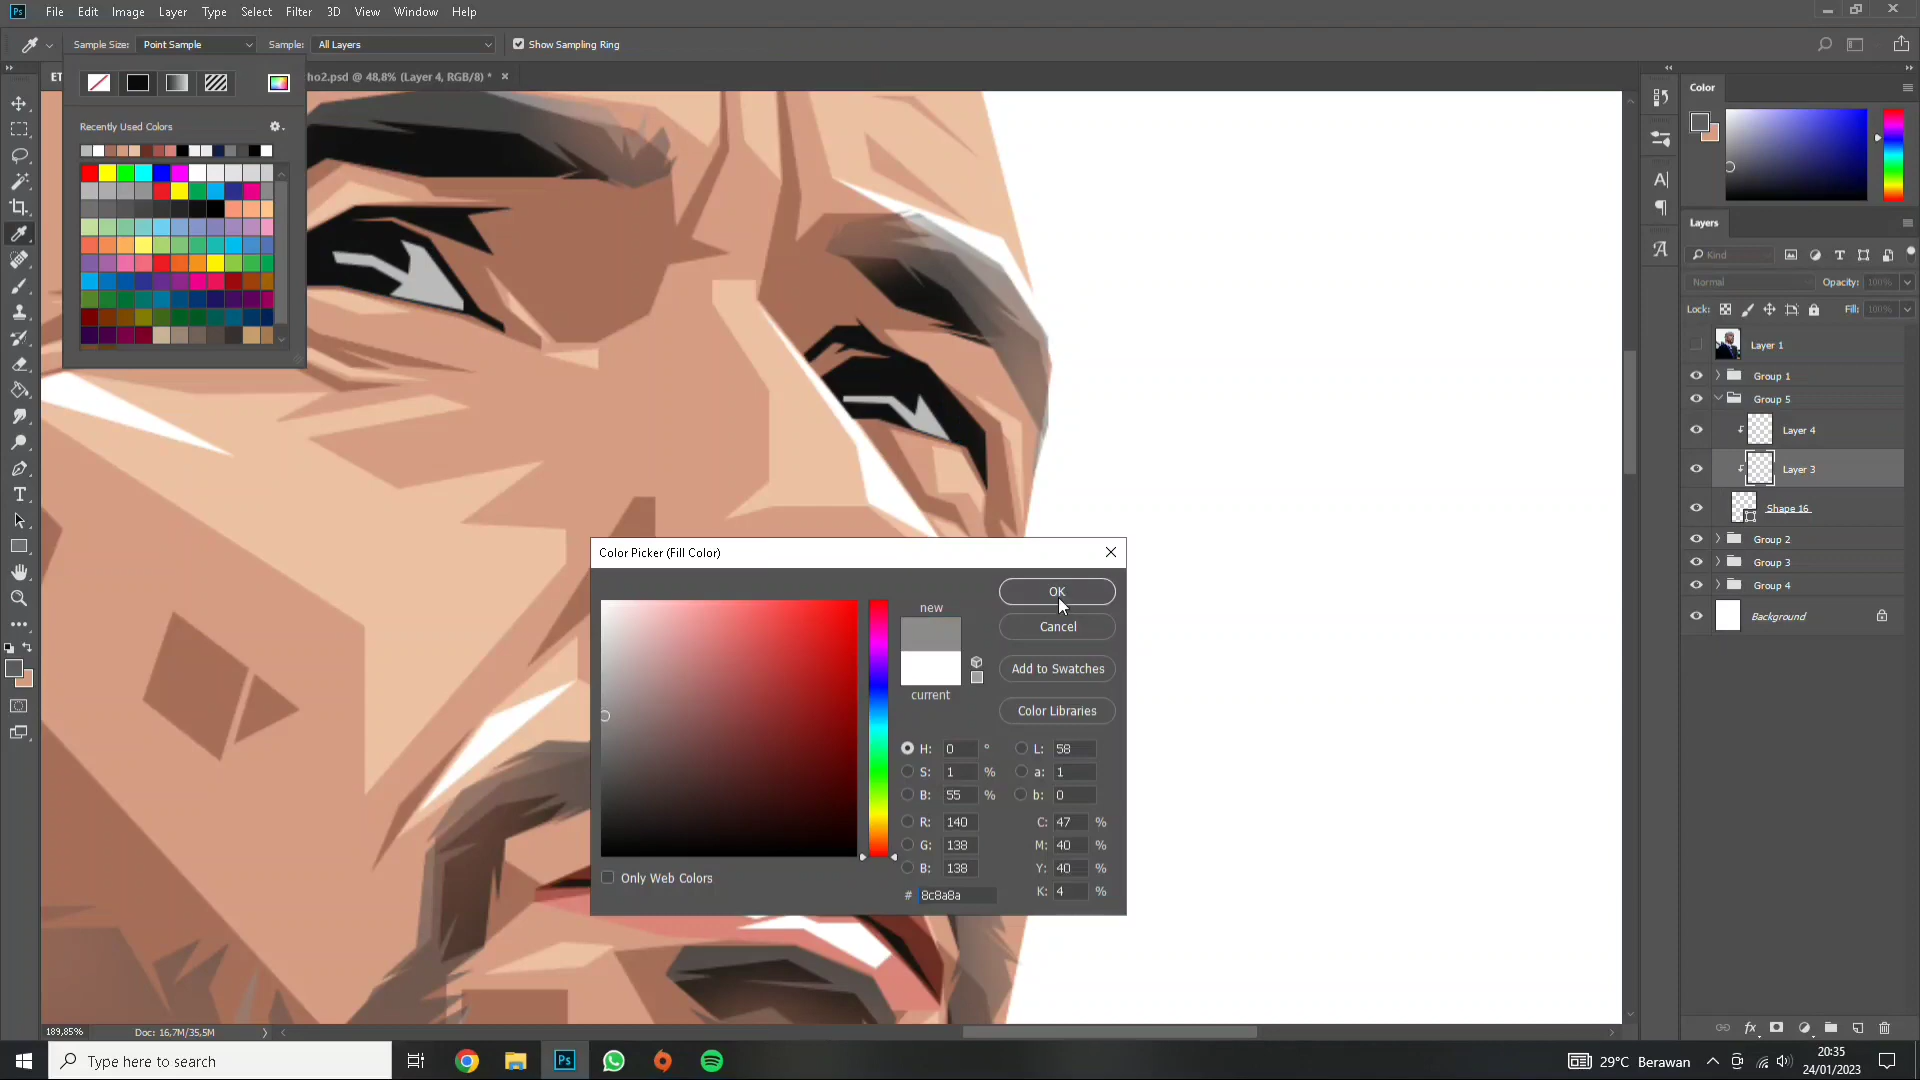 Ps File Edit Image Layer Type Select Filter 3D View Window Help
Sample Size: Point Sample Sample: All Layers Show Sampling Ring
ET ho2.psd @ 48,8% (Layer 4, RGB/8) *
Recently Used Colors
Color
Layers
Kind
Normal Opacity: 100%
Lock: Fill: 100%
Layer 1
Group 1
Group 5
Layer 4
Layer 3
Shape 16
Group 2
Group 3
Group 4
Background
Color Picker (Fill Color)
new
current
OK
Cancel
Add to Swatches
Color Libraries
H: 0 ° L: 58
S: 1 % a: 1
B: 55 % b: 0
R: 140 C: 47 %
G: 138 M: 40 %
B: 138 Y: 40 %
# 8c8a8a K: 4 %
Only Web Colors
189,85% Doc: 16,7M/35,5M
Type here to search
Ps
29°C Berawan
20:35
24/01/2023